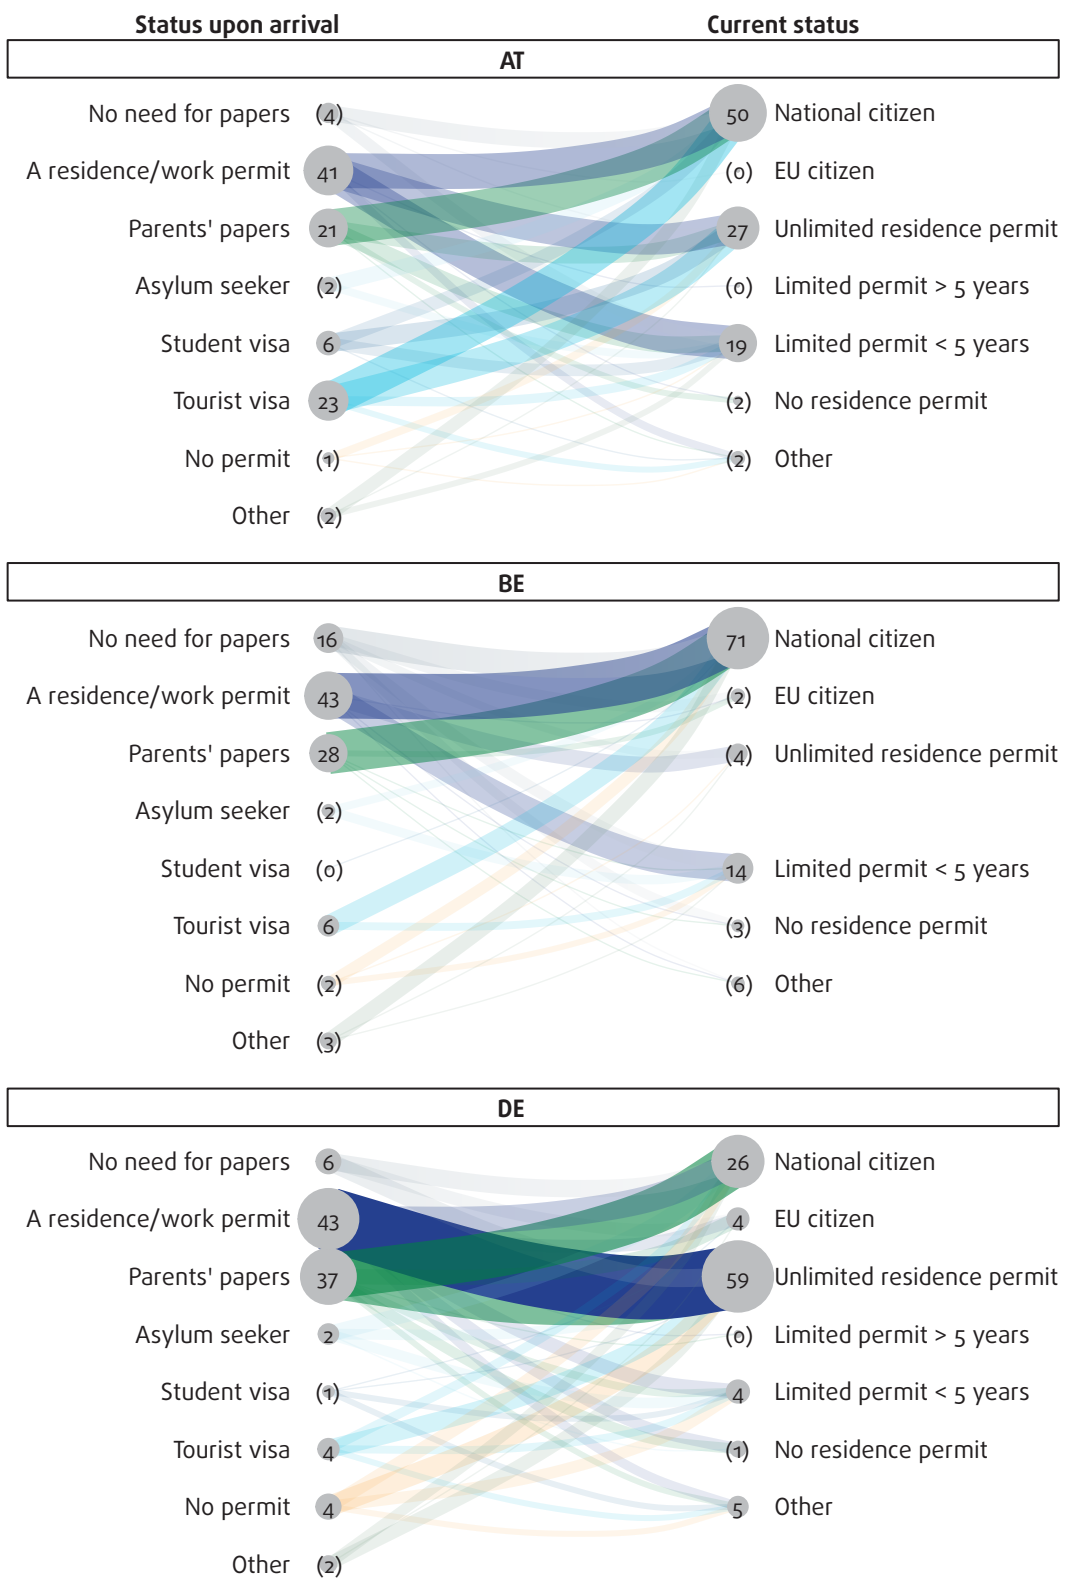 Status upon arrival Current status
AT
No need for papers (4) 50 National citizen
A residence/work permit 41 (0) EU citizen
Parents' papers 21 27 Unlimited residence permit
Asylum seeker (2) (0) Limited permit > 5 years
Student visa 6 19 Limited permit < 5 years
Tourist visa 23 (2) No residence permit
No permit (1) (2) Other
Other (2)
BE
No need for papers 16 71 National citizen
A residence/work permit 43 (2) EU citizen
Parents' papers 28 (4) Unlimited residence permit
Asylum seeker (2)
Student visa (0) 14 Limited permit < 5 years
Tourist visa 6 (3) No residence permit
No permit (2) (6) Other
Other (3)
DE
No need for papers 6 26 National citizen
A residence/work permit 43 4 EU citizen
Parents' papers 37 59 Unlimited residence permit
Asylum seeker 2 (0) Limited permit > 5 years
Student visa (1) 4 Limited permit < 5 years
Tourist visa 4 (1) No residence permit
No permit 4 5 Other
Other (2)